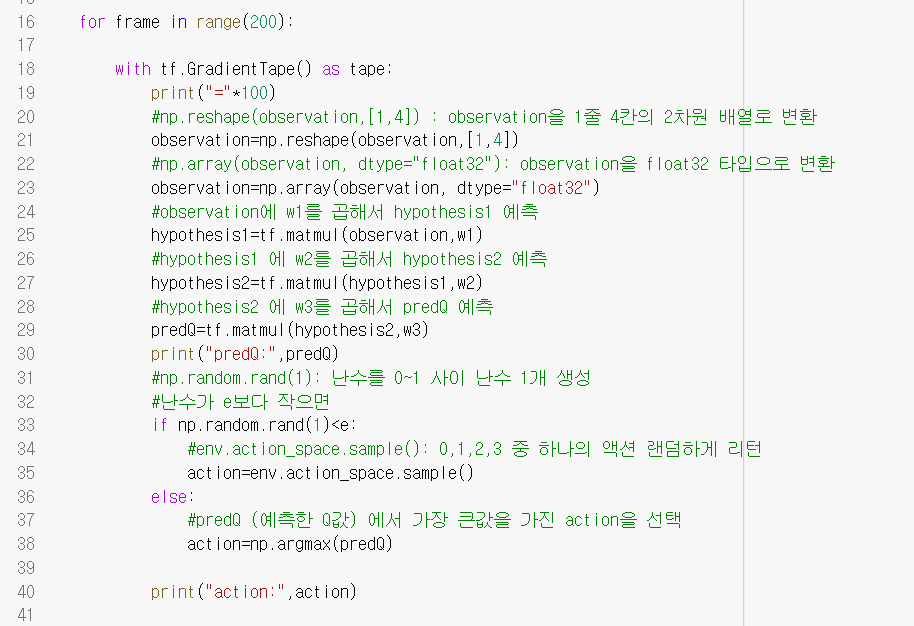 16 for frame in range(200):
17
18 with tf.GradientTape() as tape:
19 print("="*100)
20 #np.reshape(observation,[1,4]) : observation을 1줄 4칸의 2차원 배열로 변환
21 observation=np.reshape(observation,[1,4])
22 #np.array(observation, dtype="float32"): observation을 float32 타입으로 변환
23 observation=np.array(observation, dtype="float32")
24 #observation에 w1를 곱해서 hypothesis1 예측
25 hypothesis1=tf.matmul(observation,w1)
26 #hypothesis1 에 w2를 곱해서 hypothesis2 예측
27 hypothesis2=tf.matmul(hypothesis1,w2)
28 #hypothesis2 에 w3를 곱해서 predQ 예측
29 predQ=tf.matmul(hypothesis2,w3)
30 print("predQ:",predQ)
31 #np.random.rand(1): 난수를 0~1 사이 난수 1개 생성
32 #난수가 e보다 작으면
33 if np.random.rand(1)<e:
34 #env.action_space.sample(): 0,1,2,3 중 하나의 액션 랜덤하게 리턴
35 action=env.action_space.sample()
36 else:
37 #predQ (예측한 Q값) 에서 가장 큰값을 가진 action을 선택
38 action=np.argmax(predQ)
39
40 print("action:",action)
41